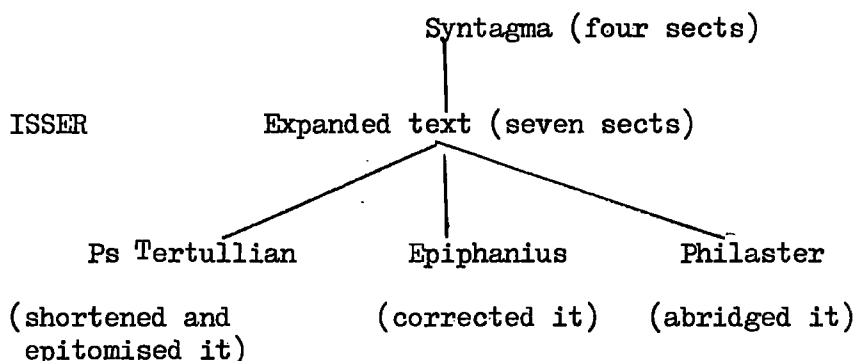 Syntagma (four sects)
ISSER Expanded text (seven sects)
Ps Tertullian Epiphanius Philaster
(shortened and (corrected it) (abridged it)
epitomised it)